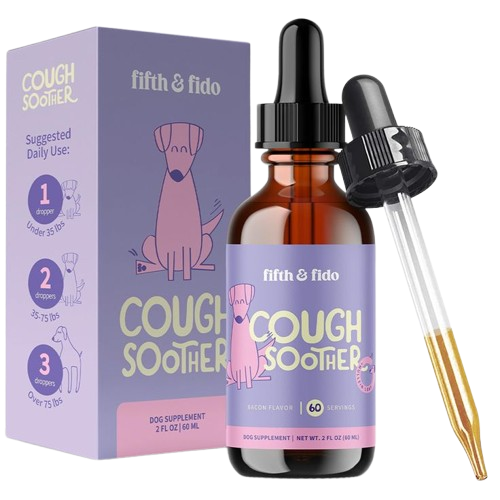 COUGH
SOOTHER
Suggested
Daily Use:
1
dropper
Under 35 lbs
2
droppers
35-75 lbs
3
droppers
Over 75 lbs
fifth & fido
COUGH
SOOTHER
DOG SUPPLEMENT
2 FL OZ | 60 ML
fifth & fido
COUGH
SOOTHER
BACON FLAVOR | 60 SERVINGS
DOG SUPPLEMENT | NET WT. 2 FL OZ (60 ML)